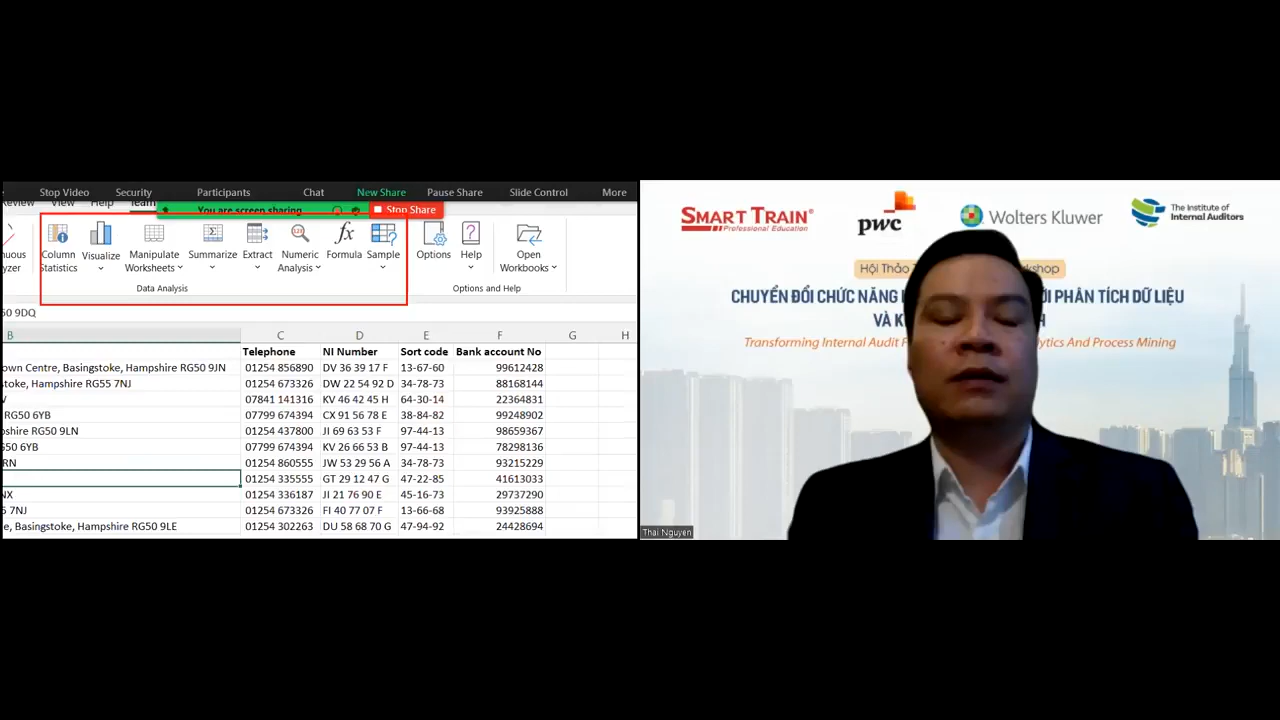 Stop Video Security Participants Chat New Share Pause Share Slide Control More
Review View Help Team
You are screen sharing Stop Share
Column Statistics
Visualize
Manipulate Worksheets
Summarize
Extract
Numeric Analysis
Formula
Sample
Options
Help
Open Workbooks
Data Analysis
Options and Help
9DQ
B C D E F G H
Telephone NI Number Sort code Bank account No
own Centre, Basingstoke, Hampshire RG50 9JN 01254 856890 DV 36 39 17 F 13-67-60 99612428
stoke, Hampshire RG55 7NJ 01254 673326 DW 22 54 92 D 34-78-73 88168144
07841 141316 KV 46 42 45 H 64-30-14 22364831
RG50 6YB 07799 674394 CX 91 56 78 E 38-84-82 99248902
shire RG50 9LN 01254 437800 JI 69 63 53 F 97-44-13 98659367
G50 6YB 07799 674394 KV 26 66 53 B 97-44-13 78298136
RN 01254 860555 JW 53 29 56 A 34-78-73 93215229
01254 335555 GT 29 12 47 G 47-22-85 41613033
NX 01254 336187 JI 21 76 90 E 45-16-73 29737290
7NJ 01254 673326 FI 40 77 07 F 13-66-68 93925888
e, Basingstoke, Hampshire RG50 9LE 01254 302263 DU 58 68 70 G 47-94-92 24428694
SMART TRAIN®
Professional Education
pwc
Wolters Kluwer
The Institute of
Internal Auditors
Hội Thảo
CHUYỂN ĐỔI CHỨC NĂNG PHÂN TÍCH DỮ LIỆU
VÀ
Transforming Internal Audit And Process Mining
Thai Nguyen